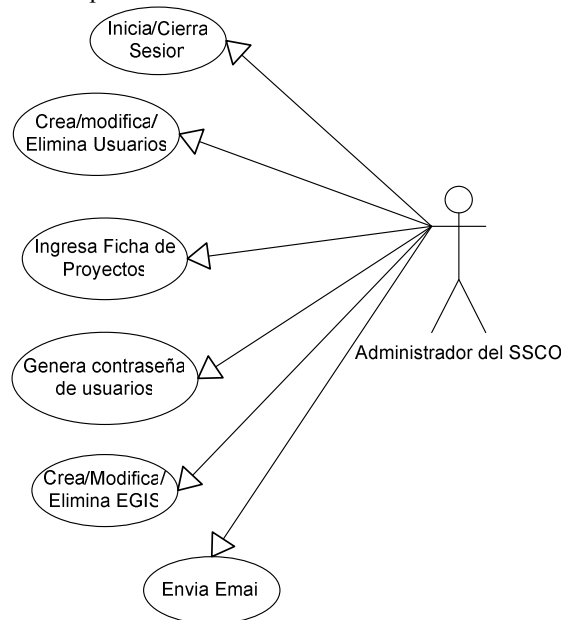 Inicia/Cierra
Sesior
Crea/modifica/
Elimina Usuarios
Ingresa Ficha de
Proyectos
Genera contraseña
de usuarios
Administrador del SSCO
Crea/Modifica/
Elimina EGIS
Envia Emai